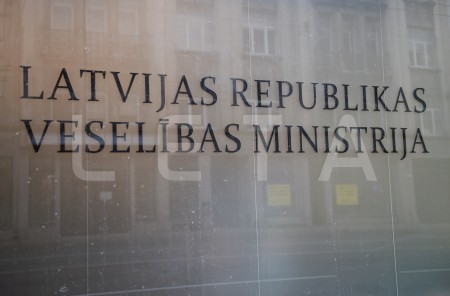 LATVIJAS REPUBLIKAS
VESELĪBAS MINISTRIJA
LETA